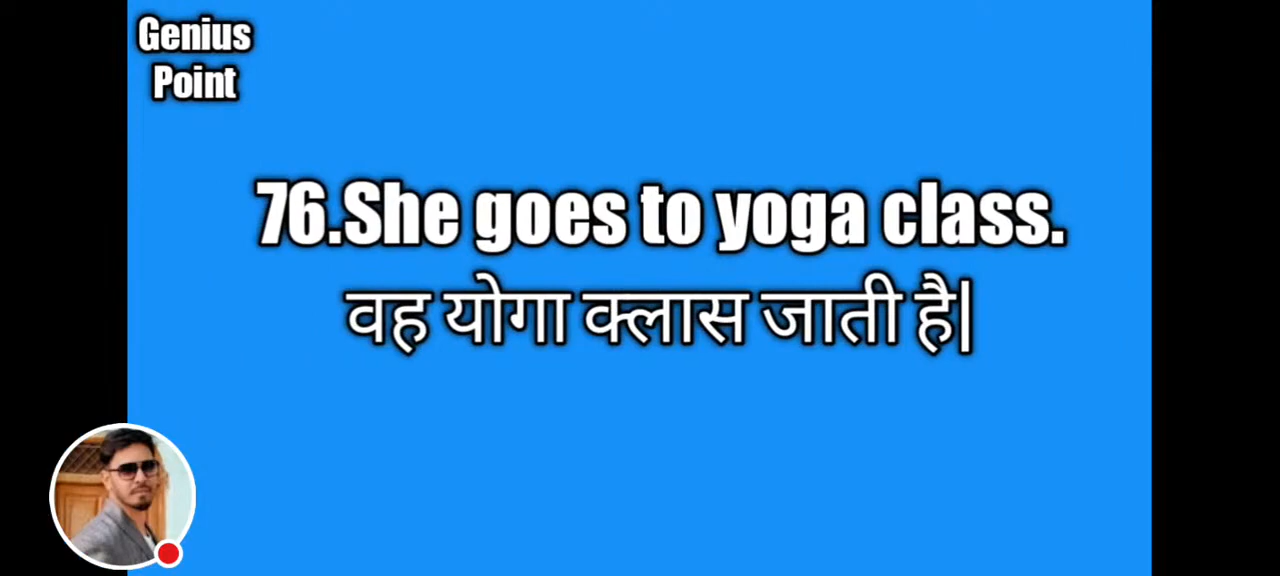 Genius
Point
76.She goes to yoga class.
वह योगा क्लास जाती है|